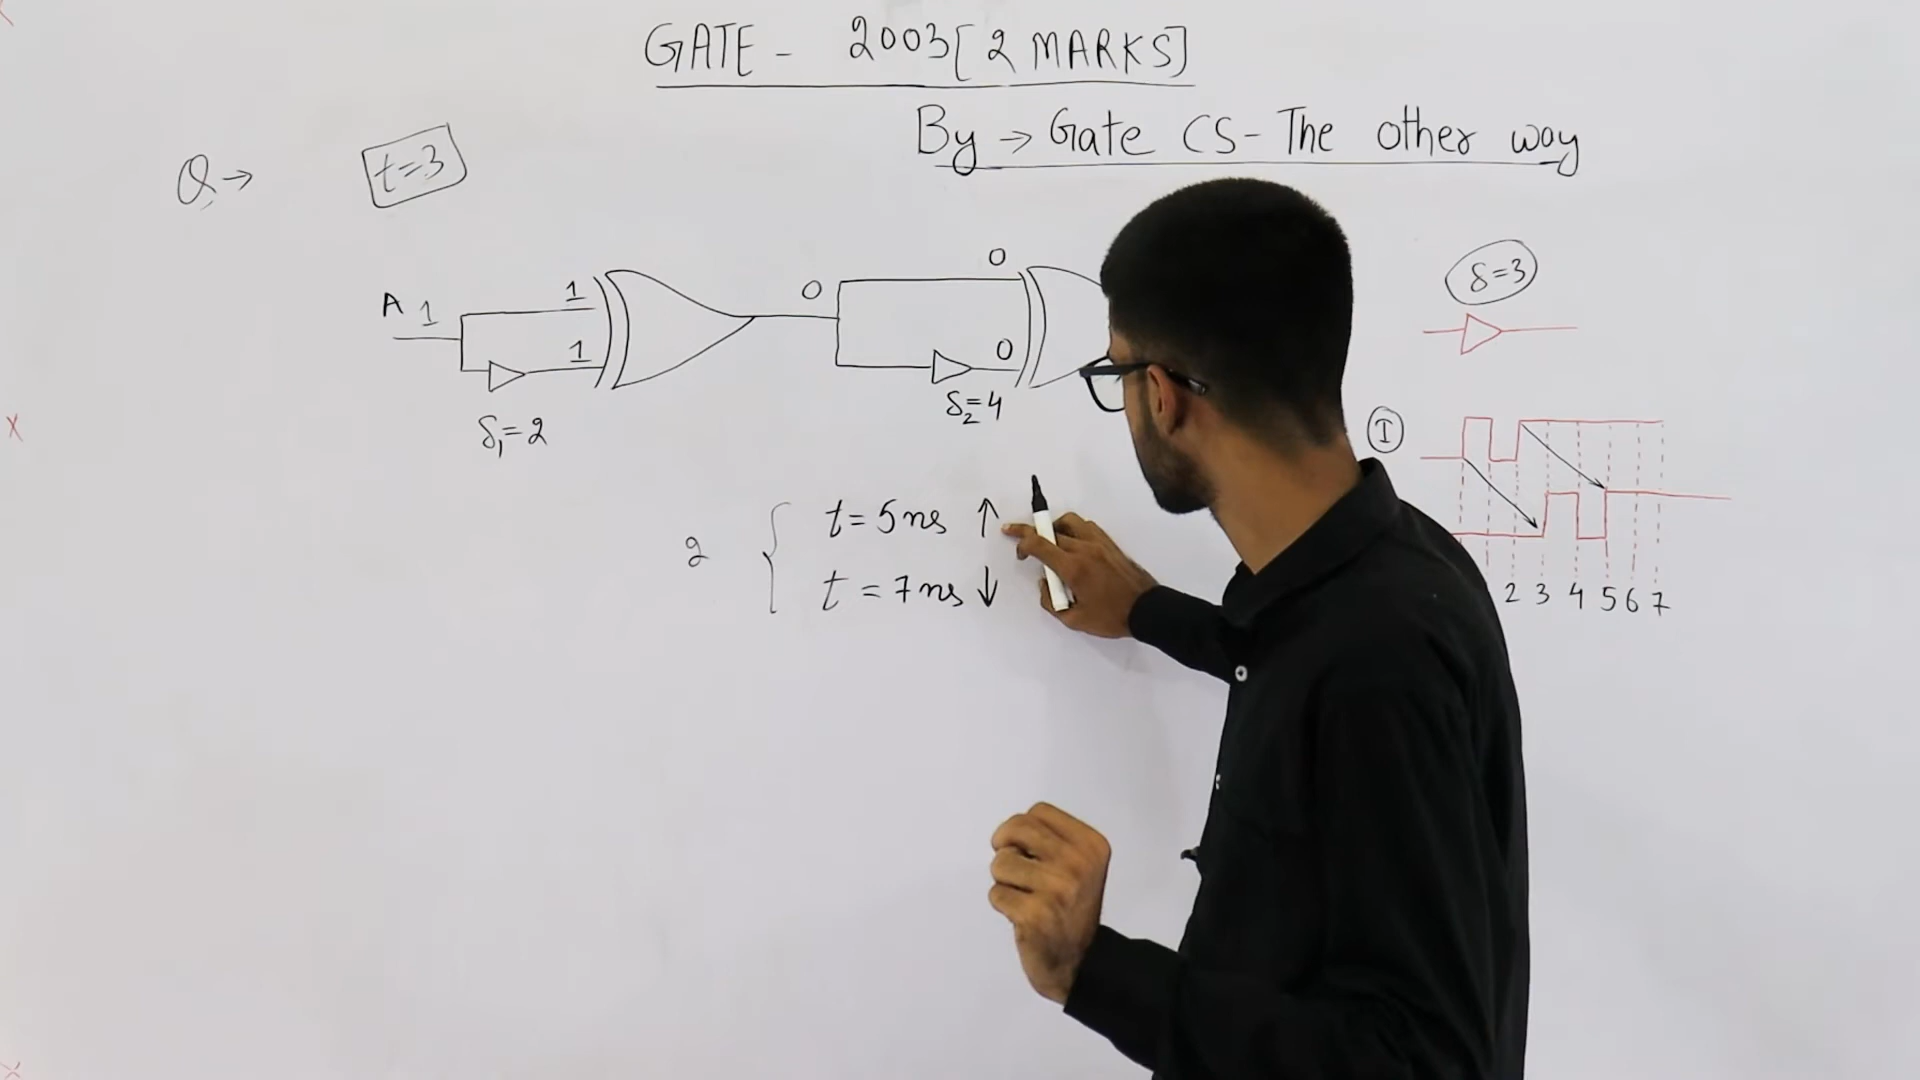 GATE - 2003[2 MARKS]
By → Gate CS - The other way
Q →
t=3
A 1
1
1
δ₁=2
0
0
0
δ₂=4
δ=3
I
2 3 4 5 6 7
2 { t = 5ns ↑
t = 7ns ↓
x